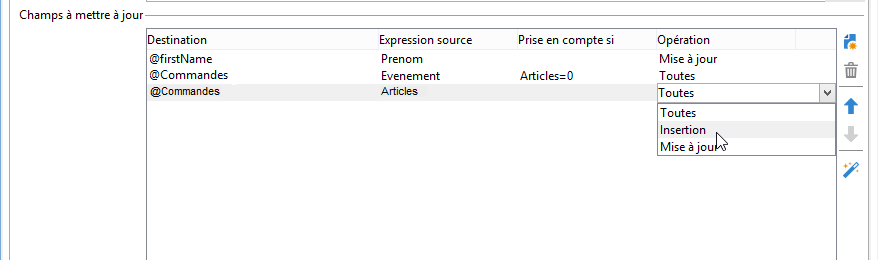 Champs à mettre à jour
Destination Expression source Prise en compte si Opération
@firstName Prenom Mise à jour
@Commandes Evenement Articles=0 Toutes
@Commandes Articles Toutes
Toutes
Insertion
Mise à jour